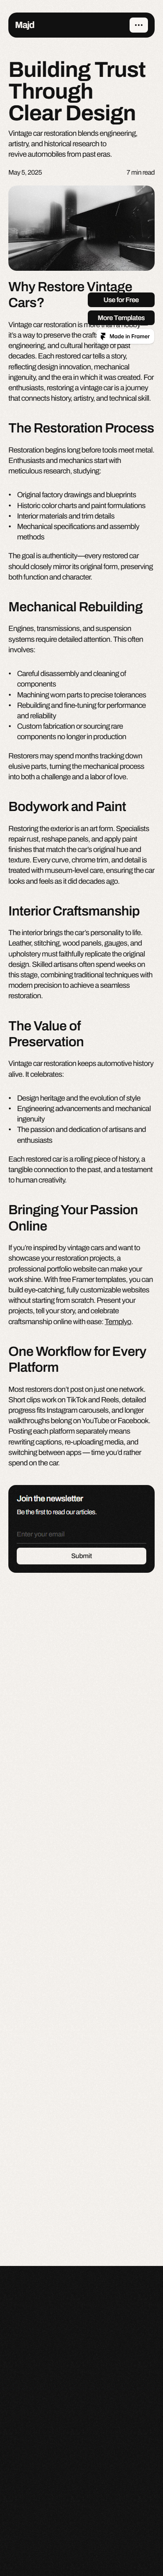 Majd
Building Trust
Through
Clear Design
Vintage car restoration blends engineering,
artistry, and historical research to
revive automobiles from past eras.
May 5, 2025
7 min read
Why Restore Vintage
Cars?
Use for Free
More Templates
Made in Framer
Vintage car restoration is more than a hobby
it's a way to preserve the craft
engineering, and cultural heritage of past
decades. Each restored car tells a story,
reflecting design innovation, mechanical
ingenuity, and the era in which it was created. For
enthusiasts, restoring a vintage car is a journey
that connects history, artistry, and technical skill.
The Restoration Process
Restoration begins long before tools meet metal.
Enthusiasts and mechanics start with
meticulous research, studying:
• Original factory drawings and blueprints
• Historic color charts and paint formulations
• Interior materials and trim details
• Mechanical specifications and assembly
methods
The goal is authenticity—every restored car
should closely mirror its original form, preserving
both function and character.
Mechanical Rebuilding
Engines, transmissions, and suspension
systems require detailed attention. This often
involves:
• Careful disassembly and cleaning of
components
• Machining worn parts to precise tolerances
• Rebuilding and fine-tuning for performance
and reliability
• Custom fabrication or sourcing rare
components no longer in production
Restorers may spend months tracking down
elusive parts, turning the mechanical process
into both a challenge and a labor of love.
Bodywork and Paint
Restoring the exterior is an art form. Specialists
repair rust, reshape panels, and apply paint
finishes that match the car's original hue and
texture. Every curve, chrome trim, and detail is
treated with museum-level care, ensuring the car
looks and feels as it did decades ago.
Interior Craftsmanship
The interior brings the car's personality to life.
Leather, stitching, wood panels, gauges, and
upholstery must faithfully replicate the original
design. Skilled artisans often spend weeks on
this stage, combining traditional techniques with
modern precision to achieve a seamless
restoration.
The Value of
Preservation
Vintage car restoration keeps automotive history
alive. It celebrates:
• Design heritage and the evolution of style
• Engineering advancements and mechanical
ingenuity
• The passion and dedication of artisans and
enthusiasts
Each restored car is a rolling piece of history, a
tangible connection to the past, and a testament
to human creativity.
Bringing Your Passion
Online
If you're inspired by vintage cars and want to
showcase your restoration projects, a
professional portfolio website can make your
work shine. With free Framer templates, you can
build eye-catching, fully customizable websites
without starting from scratch. Present your
projects, tell your story, and celebrate
craftsmanship online with ease: Templyo.
One Workflow for Every
Platform
Most restorers don't post on just one network.
Short clips work on TikTok and Reels, detailed
progress fits Instagram carousels, and longer
walkthroughs belong on YouTube or Facebook.
Posting each platform separately means
rewriting captions, re-uploading media, and
switching between apps — time you'd rather
spend on the car.
Join the newsletter
Be the first to read our articles.
Enter your email
Submit